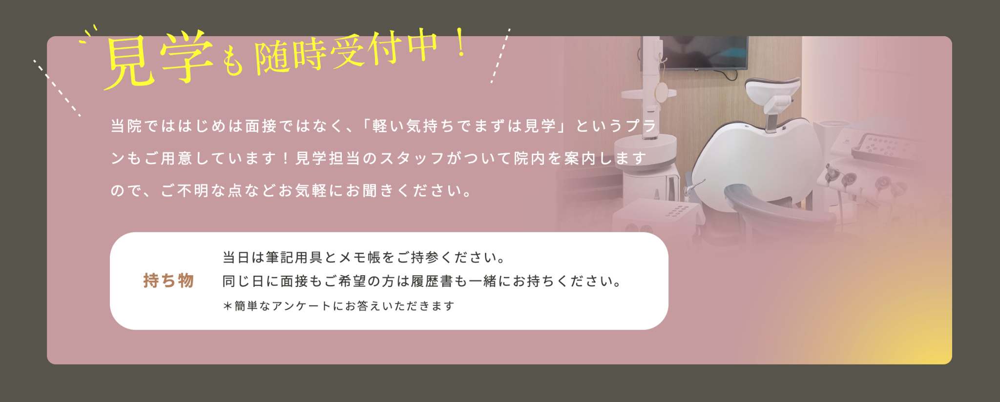 見学も随時受付中！
当院でははじめは面接ではなく、「軽い気持ちでまずは見学」というプラ
ンもご用意しています！見学担当のスタッフがついて院内を案内します
ので、ご不明な点などお気軽にお聞きください。
持ち物
当日は筆記用具とメモ帳をご持参ください。
同じ日に面接もご希望の方は履歴書も一緒にお持ちください。
＊簡単なアンケートにお答えいただきます